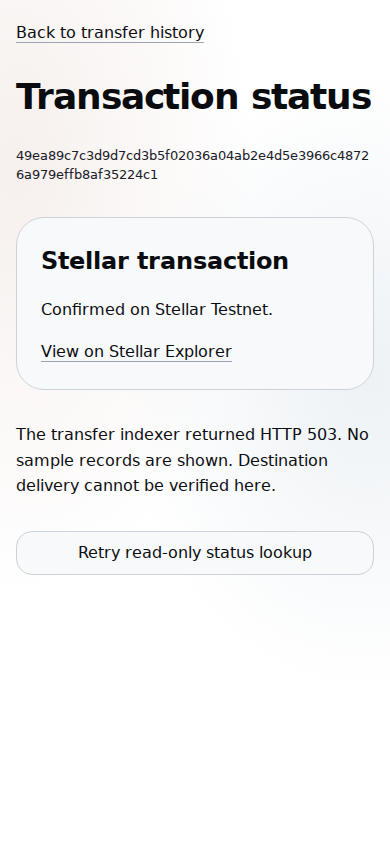 Back to transfer history
Transaction status
49ea89c7c3d9d7cd3b5f02036a04ab2e4d5e3966c4872
6a979effb8af35224c1
Stellar transaction
Confirmed on Stellar Testnet.
View on Stellar Explorer
The transfer indexer returned HTTP 503. No
sample records are shown. Destination
delivery cannot be verified here.
Retry read-only status lookup